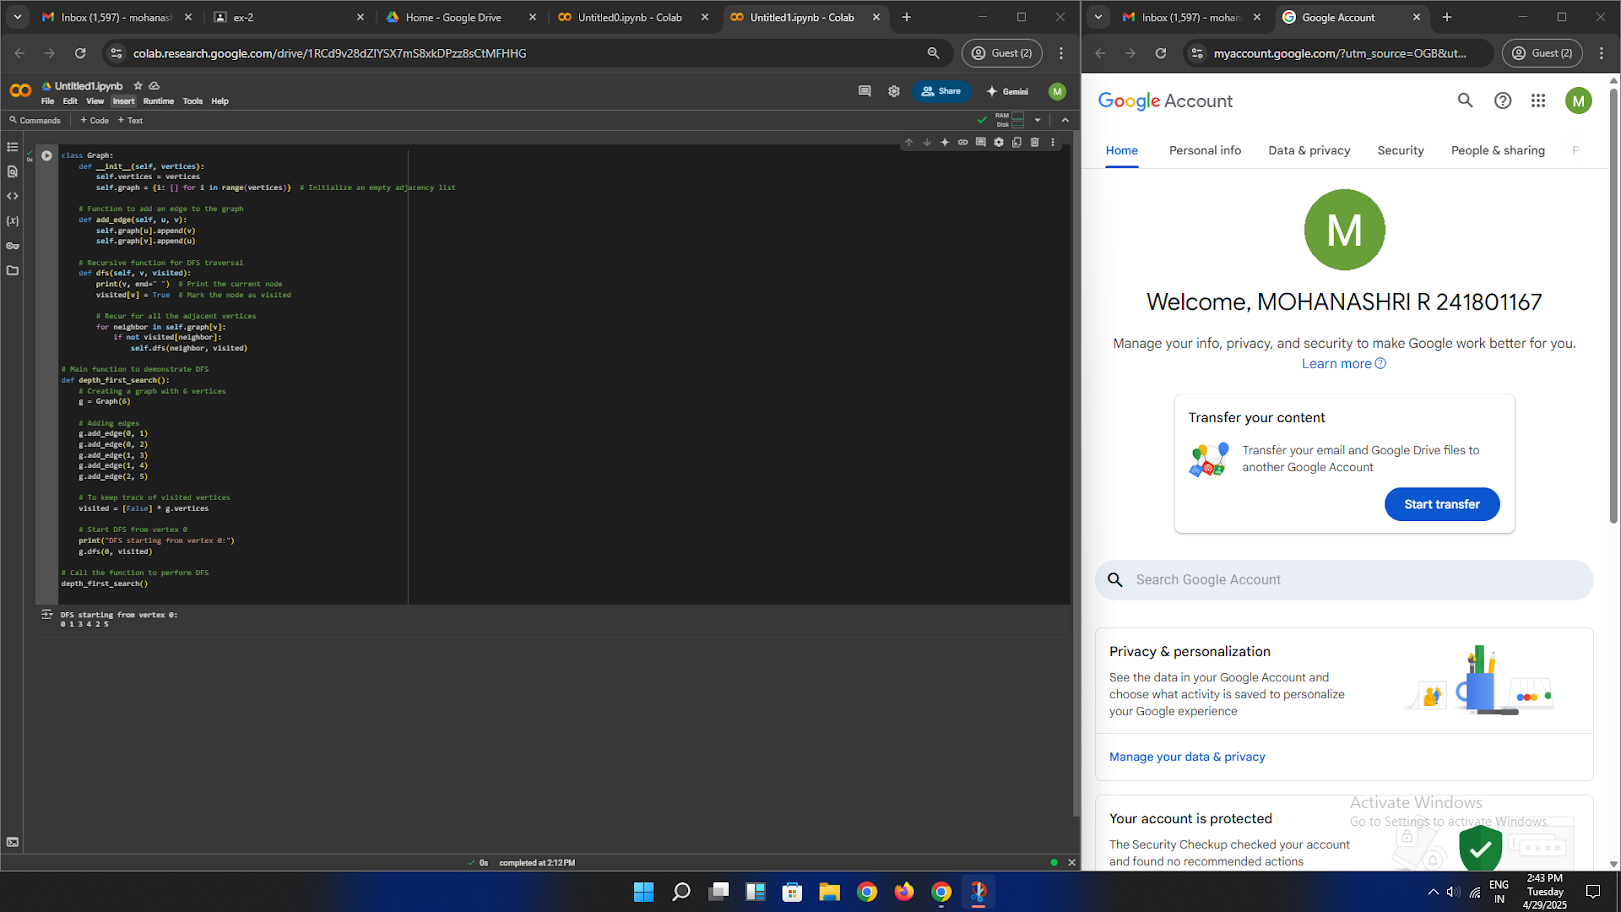 Inbox (1,597) - mohanash
ex-2
Home - Google Drive
Untitled0.ipynb - Colab
Untitled1.ipynb - Colab
colab.research.google.com/drive/1RCd9v28dZIYSX7mS8xkDPzz8sCtMFHHG
Guest (2)
Untitled1.ipynb
File Edit View Insert Runtime Tools Help
Share
Gemini
M
Commands + Code + Text
RAM
Disk
0s
class Graph:
    def __init__(self, vertices):
        self.vertices = vertices
        self.graph = {i: [] for i in range(vertices)}  # Initialize an empty adjacency list
    # Function to add an edge to the graph
    def add_edge(self, u, v):
        self.graph[u].append(v)
        self.graph[v].append(u)
    # Recursive function for DFS traversal
    def dfs(self, v, visited):
        print(v, end=" ")  # Print the current node
        visited[v] = True  # Mark the node as visited
        # Recur for all the adjacent vertices
        for neighbor in self.graph[v]:
            if not visited[neighbor]:
                self.dfs(neighbor, visited)
# Main function to demonstrate DFS
def depth_first_search():
    # Creating a graph with 6 vertices
    g = Graph(6)
    # Adding edges
    g.add_edge(0, 1)
    g.add_edge(0, 2)
    g.add_edge(1, 3)
    g.add_edge(1, 4)
    g.add_edge(2, 5)
    # To keep track of visited vertices
    visited = [False] * g.vertices
    # Start DFS from vertex 0
    print("DFS starting from vertex 0:")
    g.dfs(0, visited)
# Call the function to perform DFS
depth_first_search()
DFS starting from vertex 0:
0 1 3 4 2 5
0s completed at 2:12 PM
Inbox (1,597) - mohan
Google Account
myaccount.google.com/?utm_source=OGB&ut...
Guest (2)
Google Account
M
Home Personal info Data & privacy Security People & sharing P
M
Welcome, MOHANASHRI R 241801167
Manage your info, privacy, and security to make Google work better for you.
Learn more
Transfer your content
Transfer your email and Google Drive files to
another Google Account
Start transfer
Search Google Account
Privacy & personalization
See the data in your Google Account and
choose what activity is saved to personalize
your Google experience
Manage your data & privacy
Your account is protected
The Security Checkup checked your account
and found no recommended actions
Activate Windows
Go to Settings to activate Windows.
ENG
IN
2:43 PM
Tuesday
4/29/2025